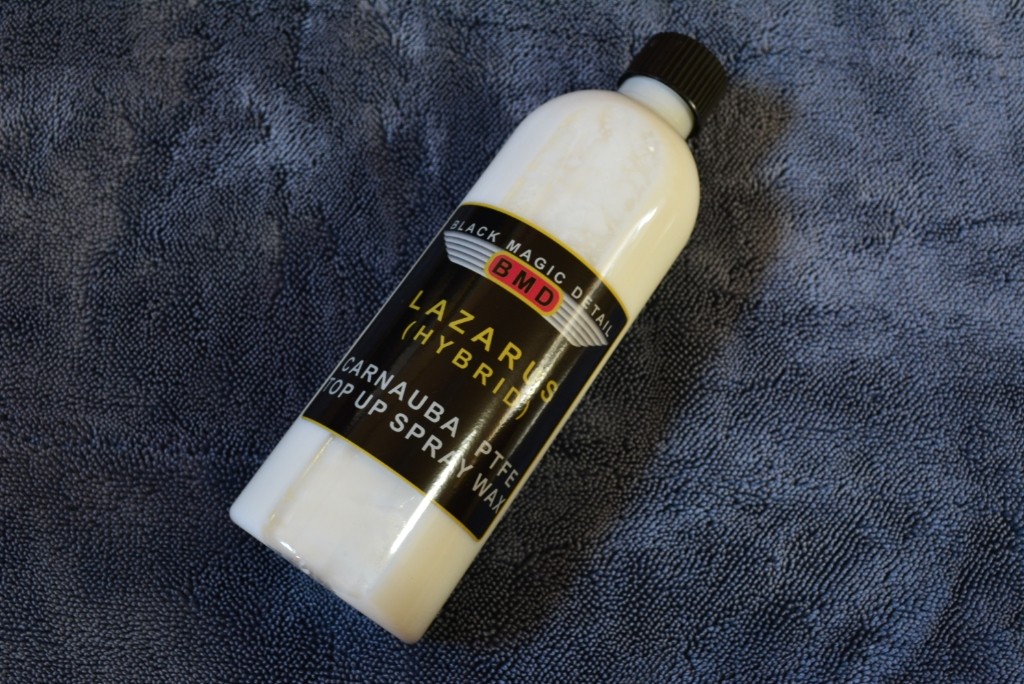 BLACK MAGIC DETAIL
BMD
LAZARUS
(HYBRID)
CARNAUBA PTFE
TOP UP SPRAY WAX